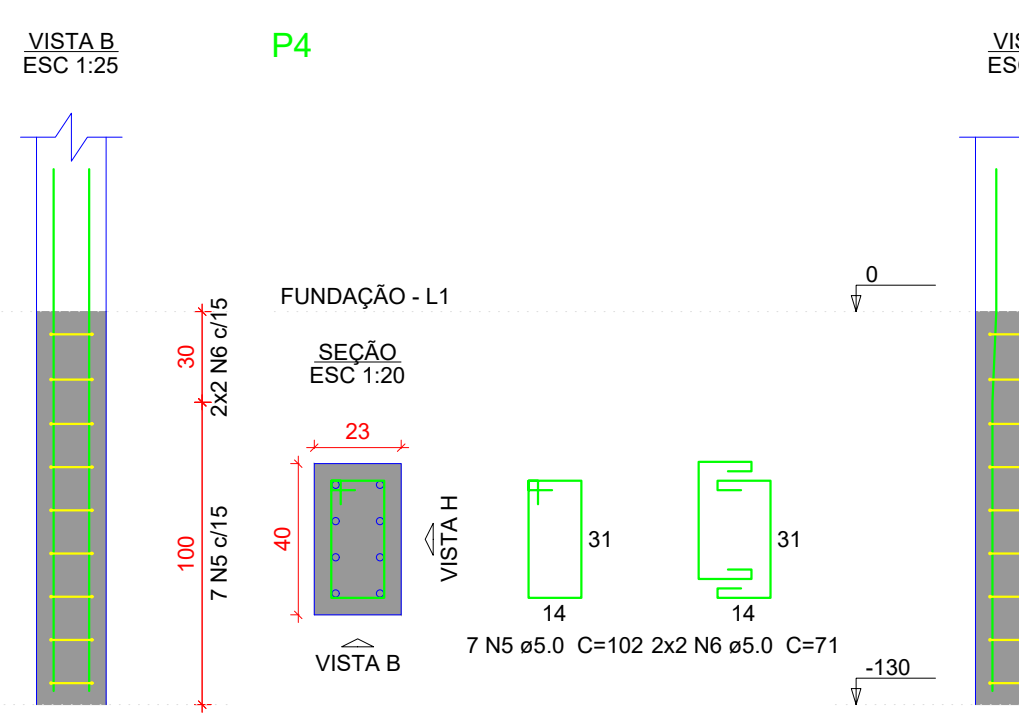 VISTA B
ESC 1:25
P4
FUNDAÇÃO - L1
0
30
2x2 N6 c/15
100
7 N5 c/15
SEÇÃO
ESC 1:20
23
40
VISTA H
VISTA B
31
14
7 N5 ø5.0 C=102
31
14
2x2 N6 ø5.0 C=71
-130